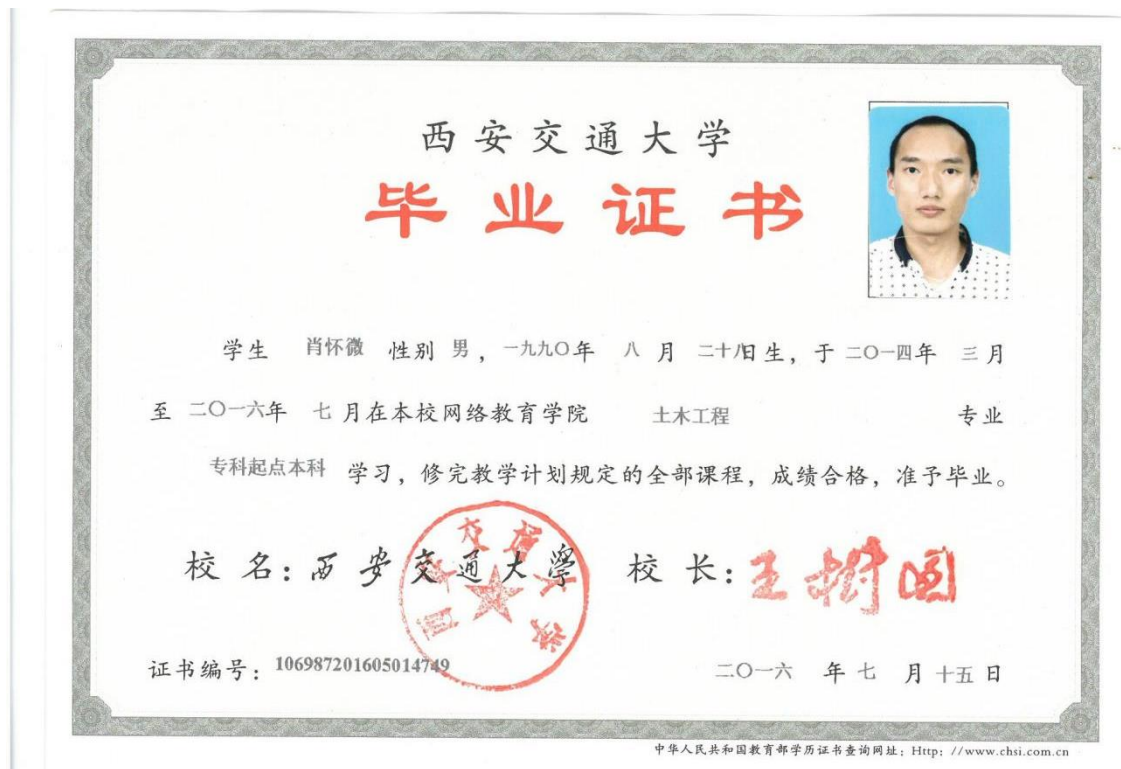 西安交通大学
毕业证书
学生 肖怀微 性别 男，一九九〇年 八 月 二十八日生，于 二〇一四年 三月
至 二〇一六年 七 月在本校网络教育学院 土木工程 专业
专科起点本科 学习，修完教学计划规定的全部课程，成绩合格，准予毕业。
校 名：西安交通大学 校 长：王树国
西安交通大学
证书编号：106987201605014749 二〇一六 年 七 月 十五 日
中华人民共和国教育部学历证书查询网址：Http：//www.chsi.com.cn